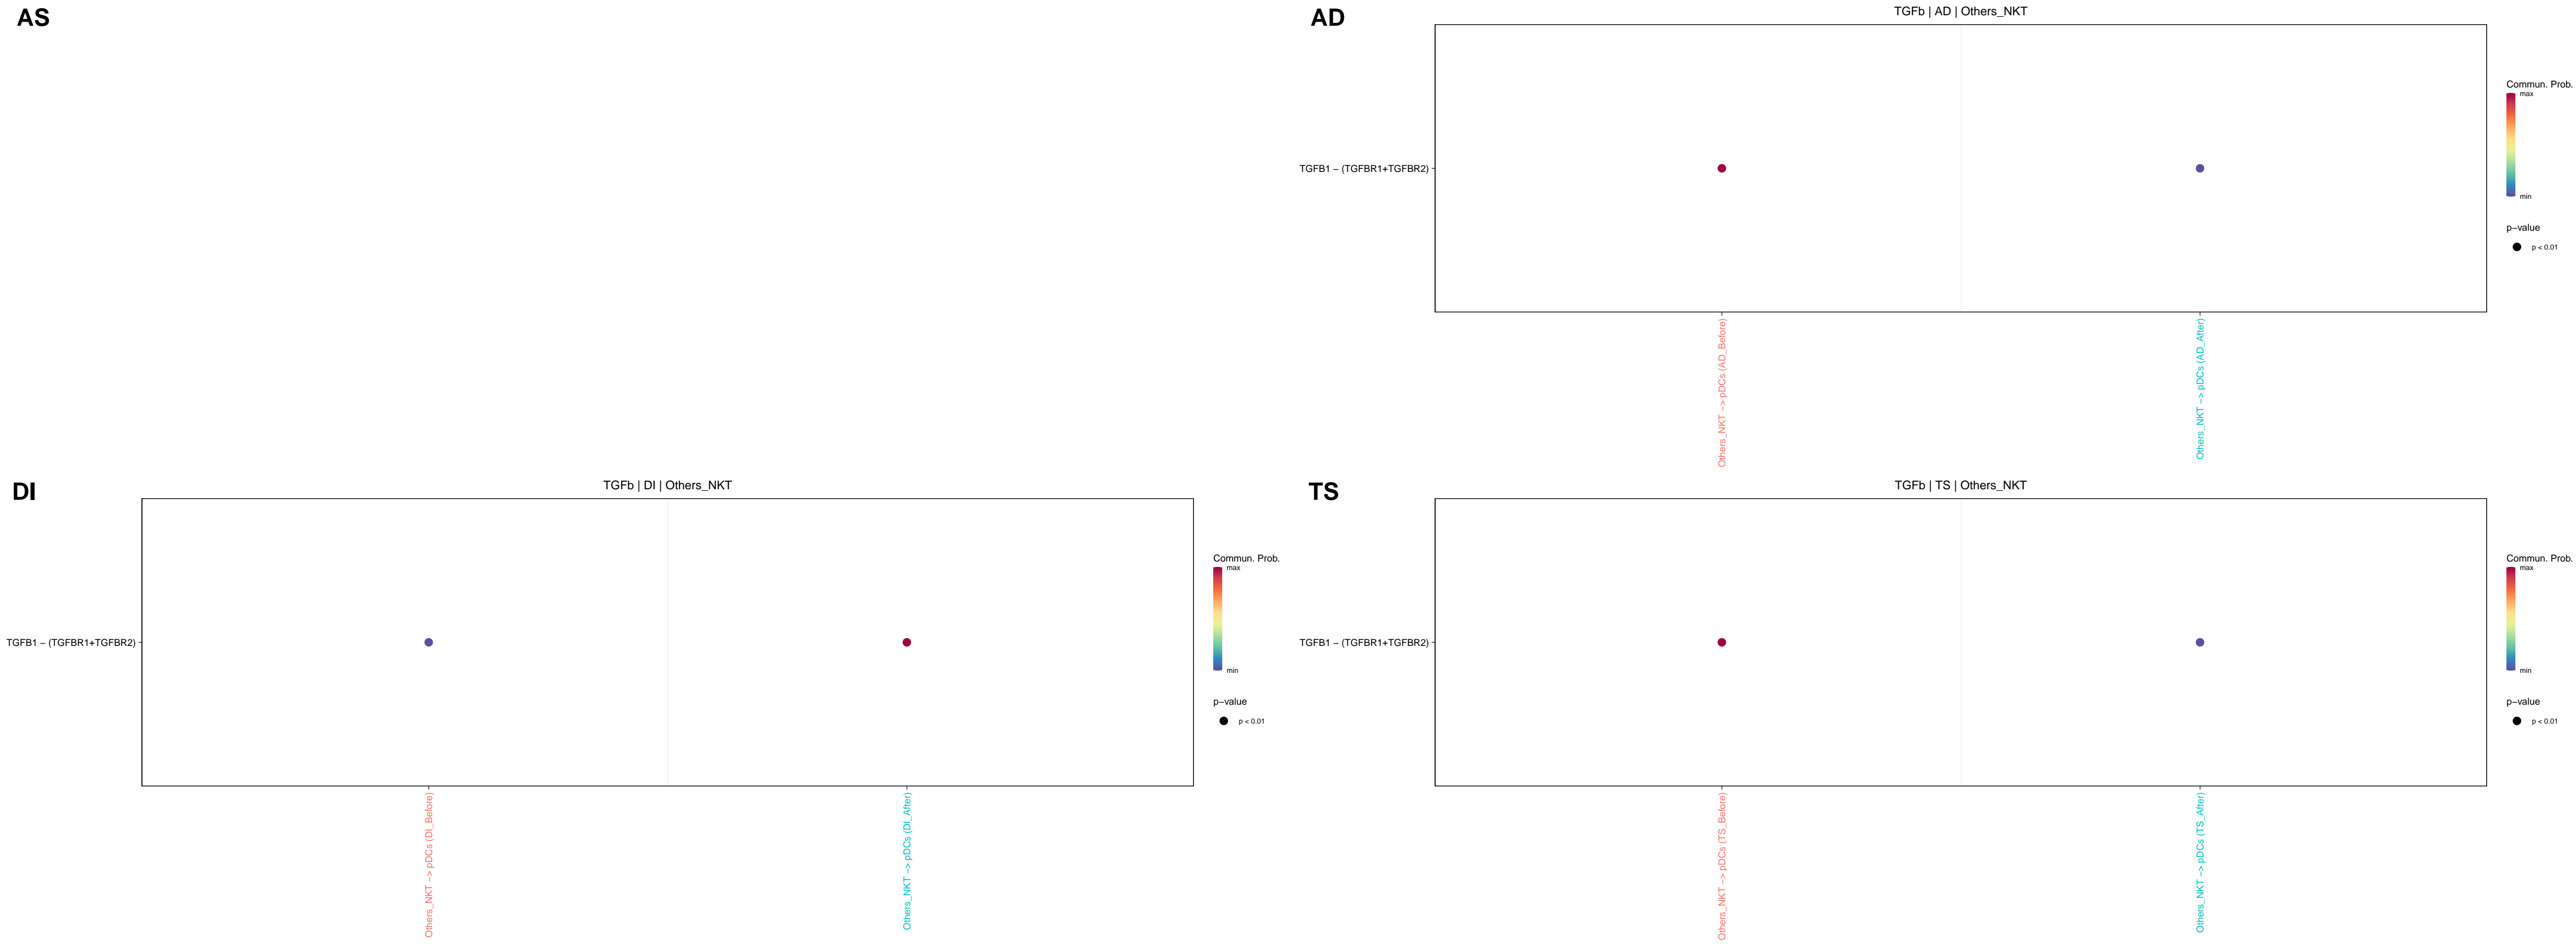 AS
AD
TGFb | AD | Others_NKT
TGFB1 − (TGFBR1+TGFBR2)
Others_NKT −> pDCs (AD_Before)
Others_NKT −> pDCs (AD_After)
Commun. Prob.
max
min
p−value
p < 0.01
DI
TGFb | DI | Others_NKT
TGFB1 − (TGFBR1+TGFBR2)
Others_NKT −> pDCs (DI_Before)
Others_NKT −> pDCs (DI_After)
Commun. Prob.
max
min
p−value
p < 0.01
TS
TGFb | TS | Others_NKT
TGFB1 − (TGFBR1+TGFBR2)
Others_NKT −> pDCs (TS_Before)
Others_NKT −> pDCs (TS_After)
Commun. Prob.
max
min
p−value
p < 0.01